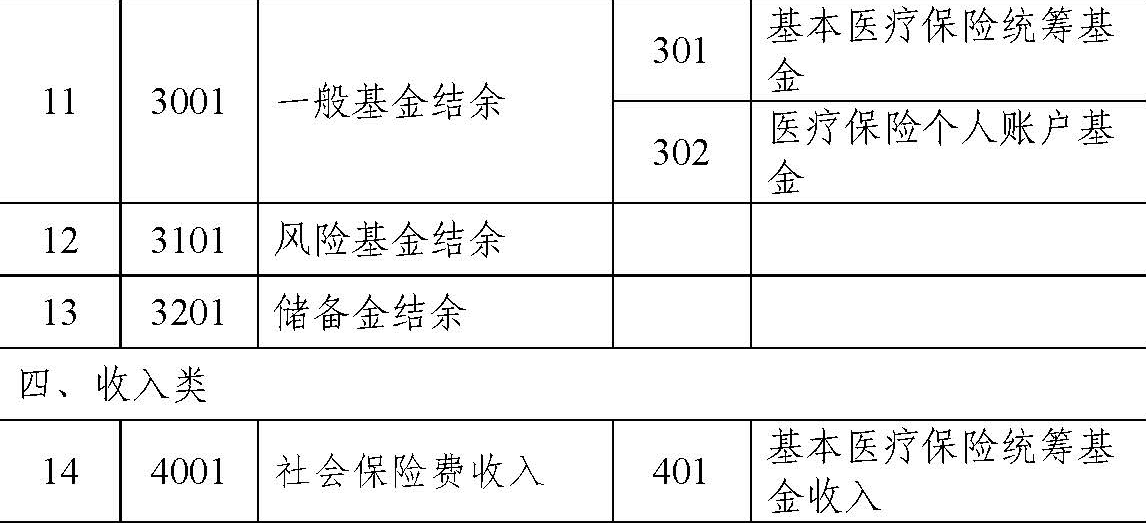 11 3001 一般基金结余 301 基本医疗保险统筹基
金
302 医疗保险个人账户基
金
12 3101 风险基金结余
13 3201 储备金结余
四、收入类
14 4001 社会保险费收入 401 基本医疗保险统筹基
金收入